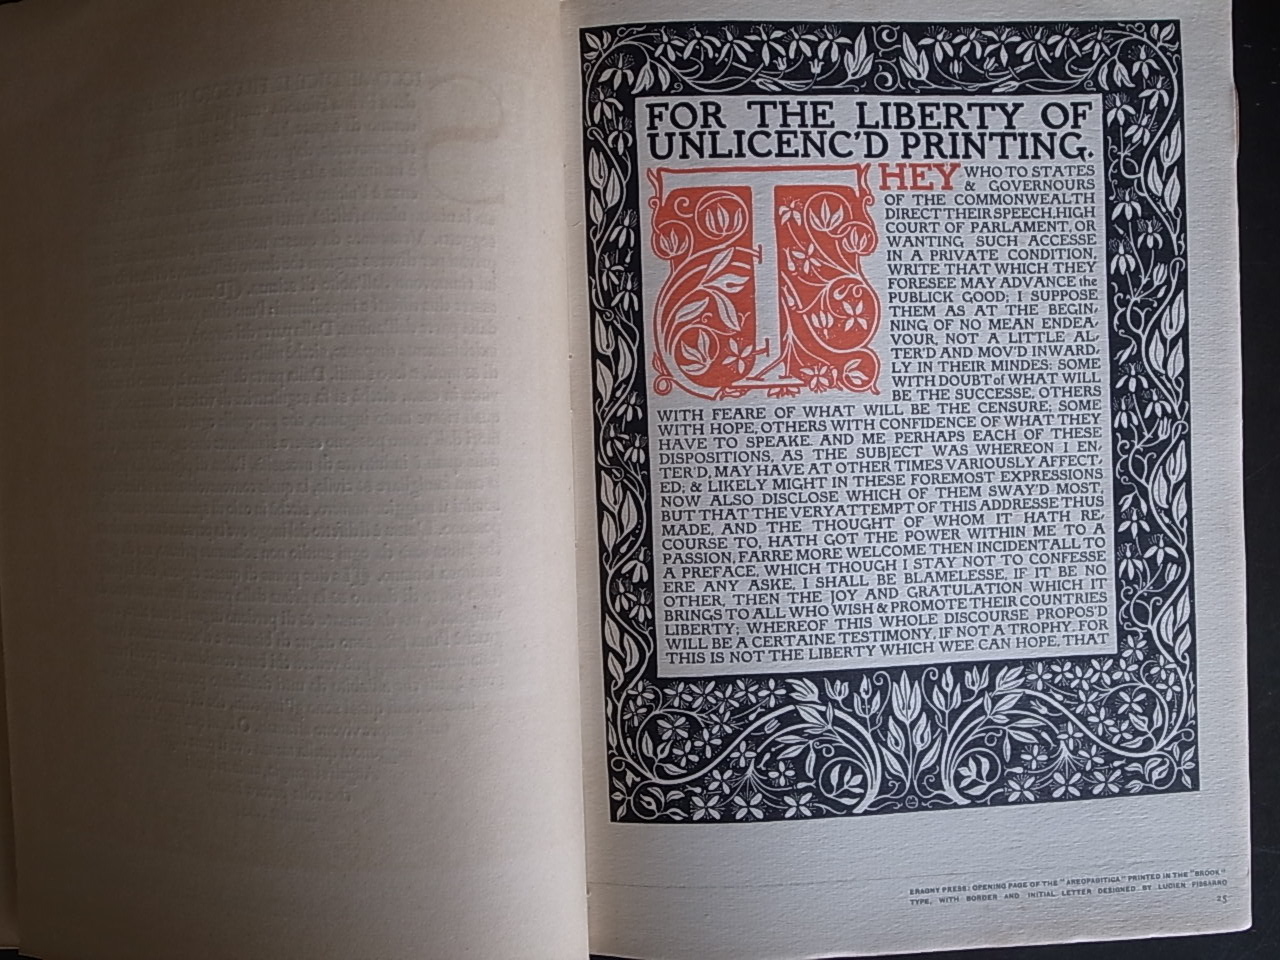 FOR THE LIBERTY OF
UNLICENC'D PRINTING.
THEY WHO TO STATES
& GOVERNOURS
OF THE COMMONWEALTH
DIRECT THEIR SPEECH, HIGH
COURT OF PARLAMENT, OR
WANTING SUCH ACCESSE
IN A PRIVATE CONDITION,
WRITE THAT WHICH THEY
FORESEE MAY ADVANCE the
PUBLICK GOOD; I SUPPOSE
THEM AS AT THE BEGIN-
NING OF NO MEAN ENDEA-
VOUR, NOT A LITTLE AL-
TER'D AND MOV'D INWARD-
LY IN THEIR MINDES: SOME
WITH DOUBT of WHAT WILL
BE THE SUCCESSE, OTHERS
WITH FEARE OF WHAT WILL BE THE CENSURE; SOME
WITH HOPE, OTHERS WITH CONFIDENCE OF WHAT THEY
HAVE TO SPEAKE. AND ME PERHAPS EACH OF THESE
DISPOSITIONS, AS THE SUBJECT WAS WHEREON I EN-
TER'D, MAY HAVE AT OTHER TIMES VARIOUSLY AFFECT-
ED; & LIKELY MIGHT IN THESE FOREMOST EXPRESSIONS
NOW ALSO DISCLOSE WHICH OF THEM SWAY'D MOST,
BUT THAT THE VERY ATTEMPT OF THIS ADDRESSE THUS
MADE, AND THE THOUGHT OF WHOM IT HATH RE-
COURSE TO, HATH GOT THE POWER WITHIN ME TO A
PASSION, FARRE MORE WELCOME THEN INCIDENTALL TO
A PREFACE, WHICH THOUGH I STAY NOT TO CONFESSE
ERE ANY ASKE, I SHALL BE BLAMELESSE, IF IT BE NO
OTHER, THEN THE JOY AND GRATULATION WHICH IT
BRINGS TO ALL WHO WISH & PROMOTE THEIR COUNTRIES
LIBERTY; WHEREOF THIS WHOLE DISCOURSE PROPOS'D
WILL BE A CERTAINE TESTIMONY, IF NOT A TROPHY. FOR
THIS IS NOT THE LIBERTY WHICH WEE CAN HOPE, THAT
ERAGNY PRESS: OPENING PAGE OF THE "AREOPAGITICA" PRINTED IN THE "BROOK"
TYPE, WITH BORDER AND INITIAL LETTER DESIGNED BY LUCIEN PISSARRO
25